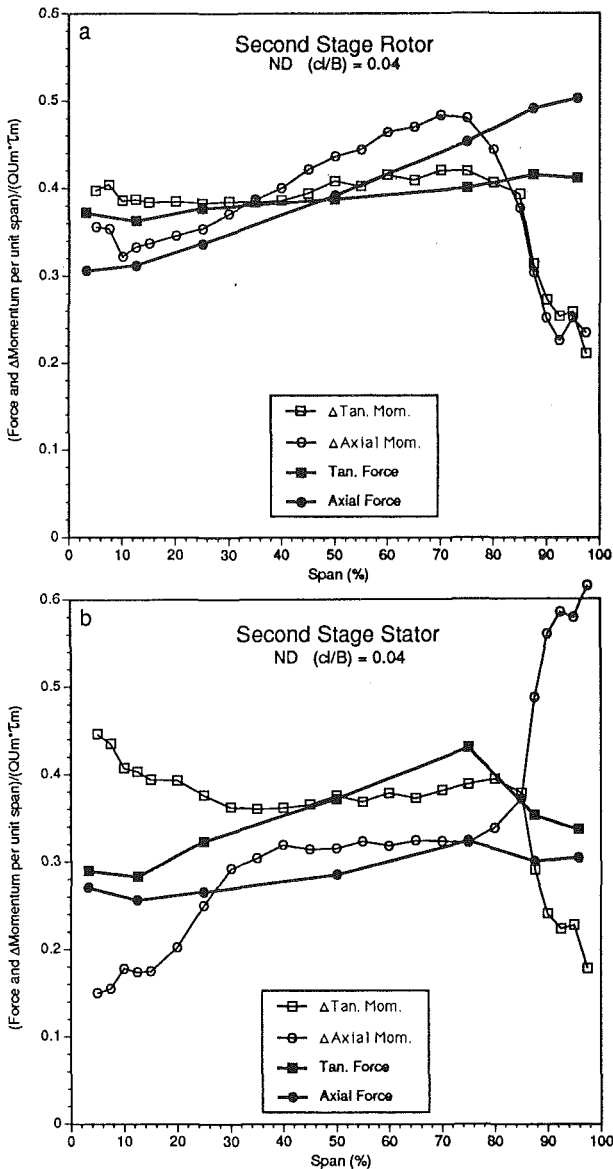 a
Second Stage Rotor
ND (cl/B) = 0.04
(Force and ΔMomentum per unit span)/(QUm*τm)
0.6
0.5
0.4
0.3
0.2
0.1
0
ΔTan. Mom.
ΔAxial Mom.
Tan. Force
Axial Force
0 10 20 30 40 50 60 70 80 90 100
Span (%)
b
Second Stage Stator
ND (cl/B) = 0.04
(Force and ΔMomentum per unit span)/(QUm*τm)
0.6
0.5
0.4
0.3
0.2
0.1
0
ΔTan. Mom.
ΔAxial Mom.
Tan. Force
Axial Force
0 10 20 30 40 50 60 70 80 90 100
Span (%)